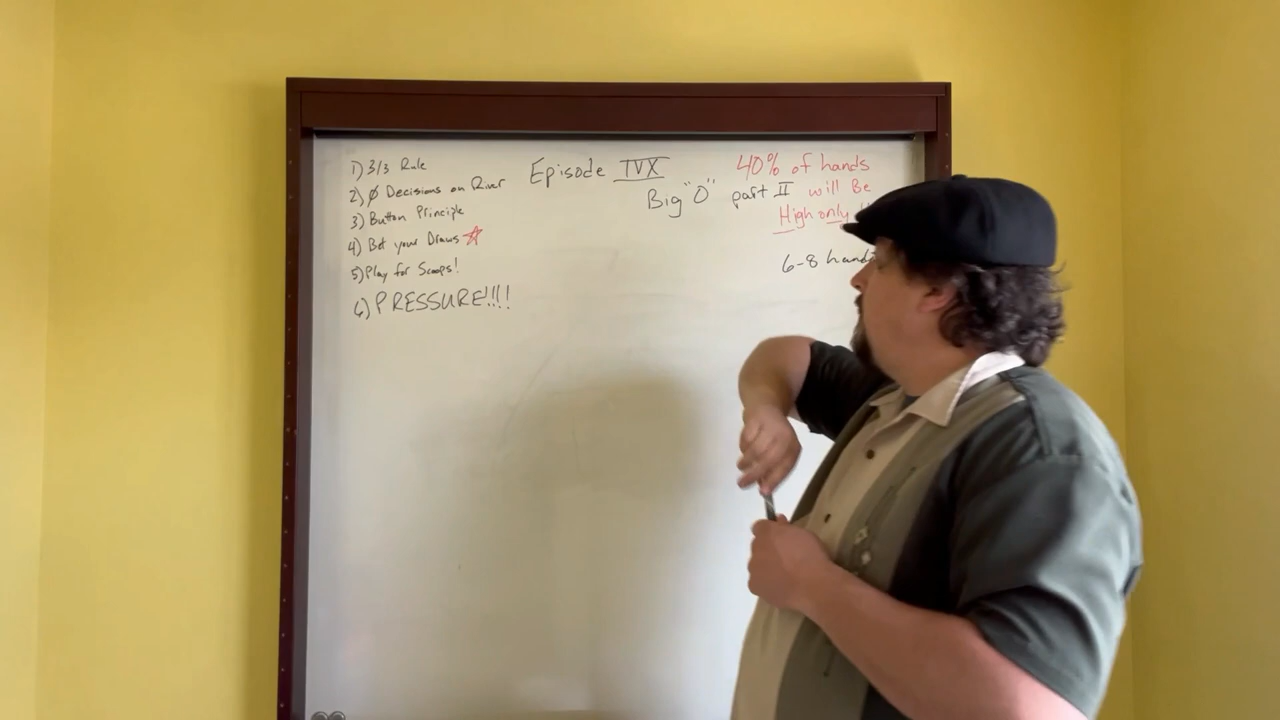 1) 3/3 Rule
2) Ø Decisions on River
3) Button Principle
4) Bet your Draws
5) Play for Scoops!
6) PRESSURE!!!!
Episode IVX
Big "O" part II
40% of hands
will Be
High only
6-8 hand